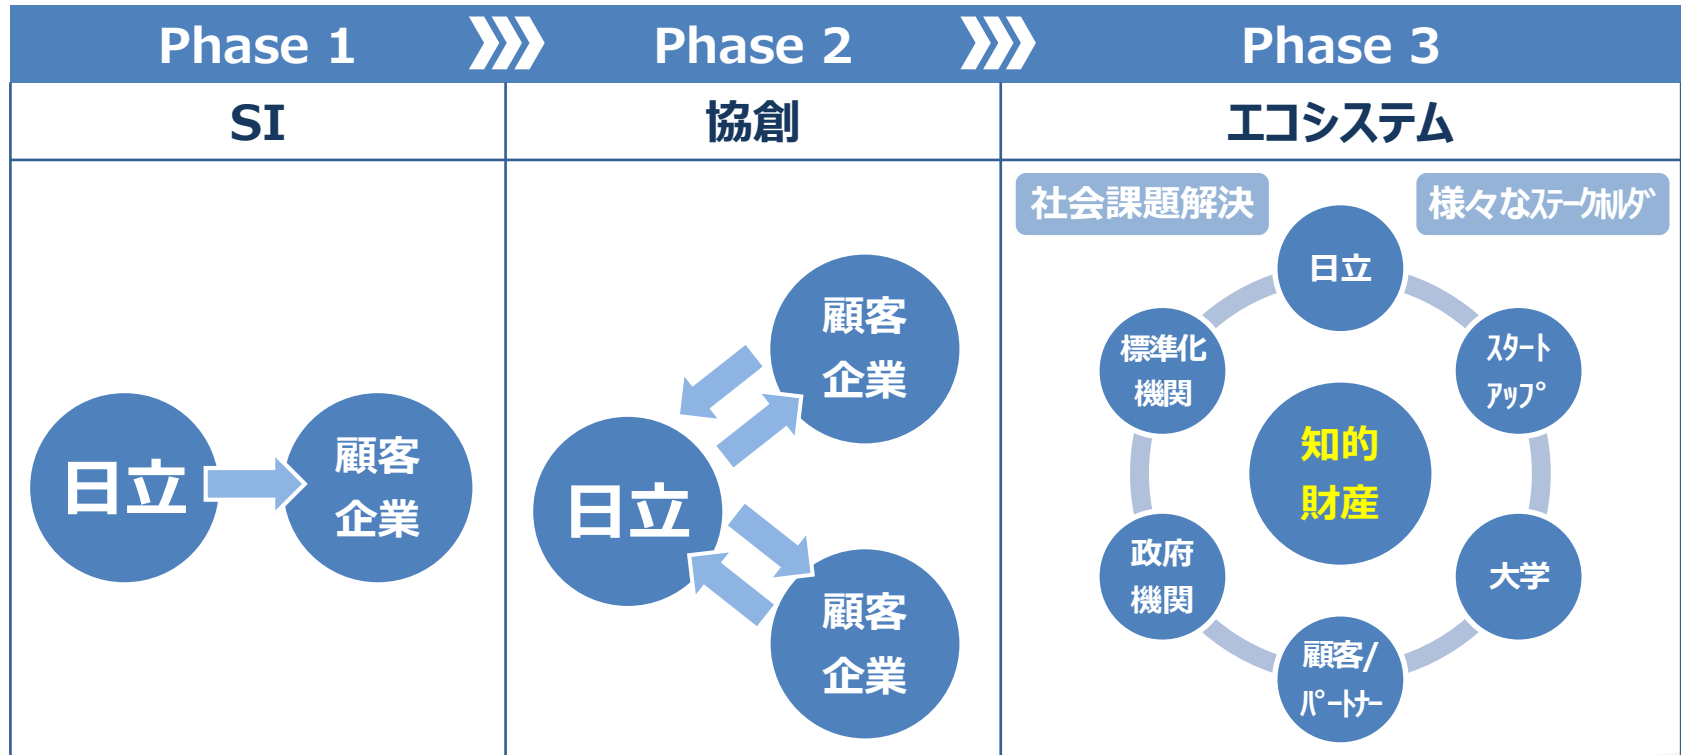 Phase 1
Phase 2
Phase 3
SI
協創
エコシステム
日立
顧客
企業
顧客
企業
日立
顧客
企業
社会課題解決
様々なｽﾃｰｸﾎﾙﾀﾞ
日立
標準化
機関
ｽﾀｰﾄ
ｱｯﾌﾟ
知的
財産
政府
機関
大学
顧客/
ﾊﾟｰﾄﾅｰ